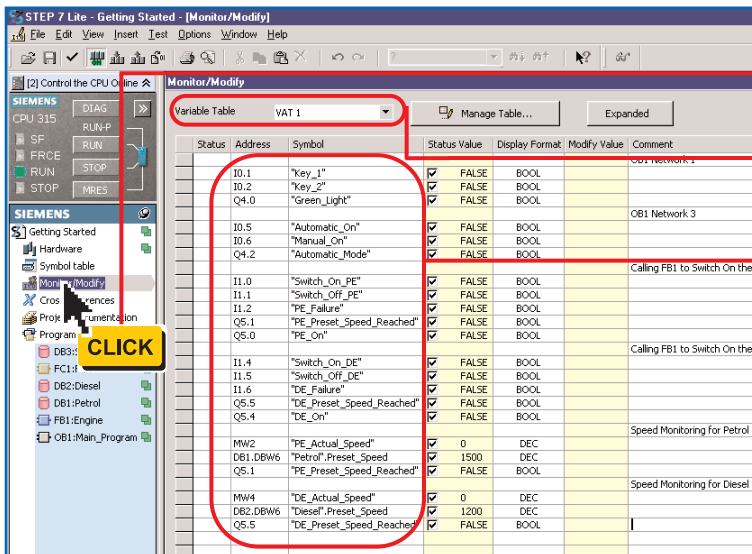 STEP 7 Lite - Getting Started - [Monitor/Modify]
File Edit View Insert Test Options Window Help
?
[2] Control the CPU Online
SIEMENS
CPU 315
DIAG
RUN-P
SF
RUN
FRCE
RUN
STOP
STOP
MRES
SIEMENS
Getting Started
Hardware
Symbol table
Monitor/Modify
Program
DB2:Diesel
DB1:Petrol
FB1:Engine
OB1:Main_Program
CLICK
Monitor/Modify
Variable Table VAT 1 Manage Table... Expanded
Status Address Symbol Status Value Display Format Modify Value Comment
OB1 Network 1
I0.1 "Key_1" FALSE BOOL
I0.2 "Key_2" FALSE BOOL
Q4.0 "Green_Light" FALSE BOOL
OB1 Network 3
I0.5 "Automatic_On" FALSE BOOL
I0.6 "Manual_On" FALSE BOOL
Q4.2 "Automatic_Mode" FALSE BOOL
Calling FB1 to Switch On the
I1.0 "Switch_On_PE" FALSE BOOL
I1.1 "Switch_Off_PE" FALSE BOOL
I1.2 "PE_Failure" FALSE BOOL
Q5.1 "PE_Preset_Speed_Reached" FALSE BOOL
Q5.0 "PE_On" FALSE BOOL
Calling FB1 to Switch On the
I1.4 "Switch_On_DE" FALSE BOOL
I1.5 "Switch_Off_DE" FALSE BOOL
I1.6 "DE_Failure" FALSE BOOL
Q5.5 "DE_Preset_Speed_Reached" FALSE BOOL
Q5.4 "DE_On" FALSE BOOL
Speed Monitoring for Petrol
MW2 "PE_Actual_Speed" 0 DEC
DB1.DBW6 "Petrol".Preset_Speed 1500 DEC
Q5.1 "PE_Preset_Speed_Reached" FALSE BOOL
Speed Monitoring for Diesel
MW4 "DE_Actual_Speed" 0 DEC
DB2.DBW6 "Diesel".Preset_Speed 1200 DEC
Q5.5 "DE_Preset_Speed_Reached" FALSE BOOL